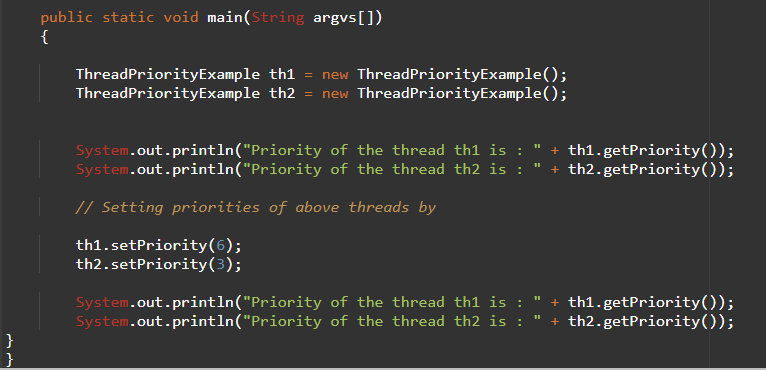 public static void main(String argvs[])
{
ThreadPriorityExample th1 = new ThreadPriorityExample();
ThreadPriorityExample th2 = new ThreadPriorityExample();
System.out.println("Priority of the thread th1 is : " + th1.getPriority());
System.out.println("Priority of the thread th2 is : " + th2.getPriority());
// Setting priorities of above threads by
th1.setPriority(6);
th2.setPriority(3);
System.out.println("Priority of the thread th1 is : " + th1.getPriority());
System.out.println("Priority of the thread th2 is : " + th2.getPriority());
}
}